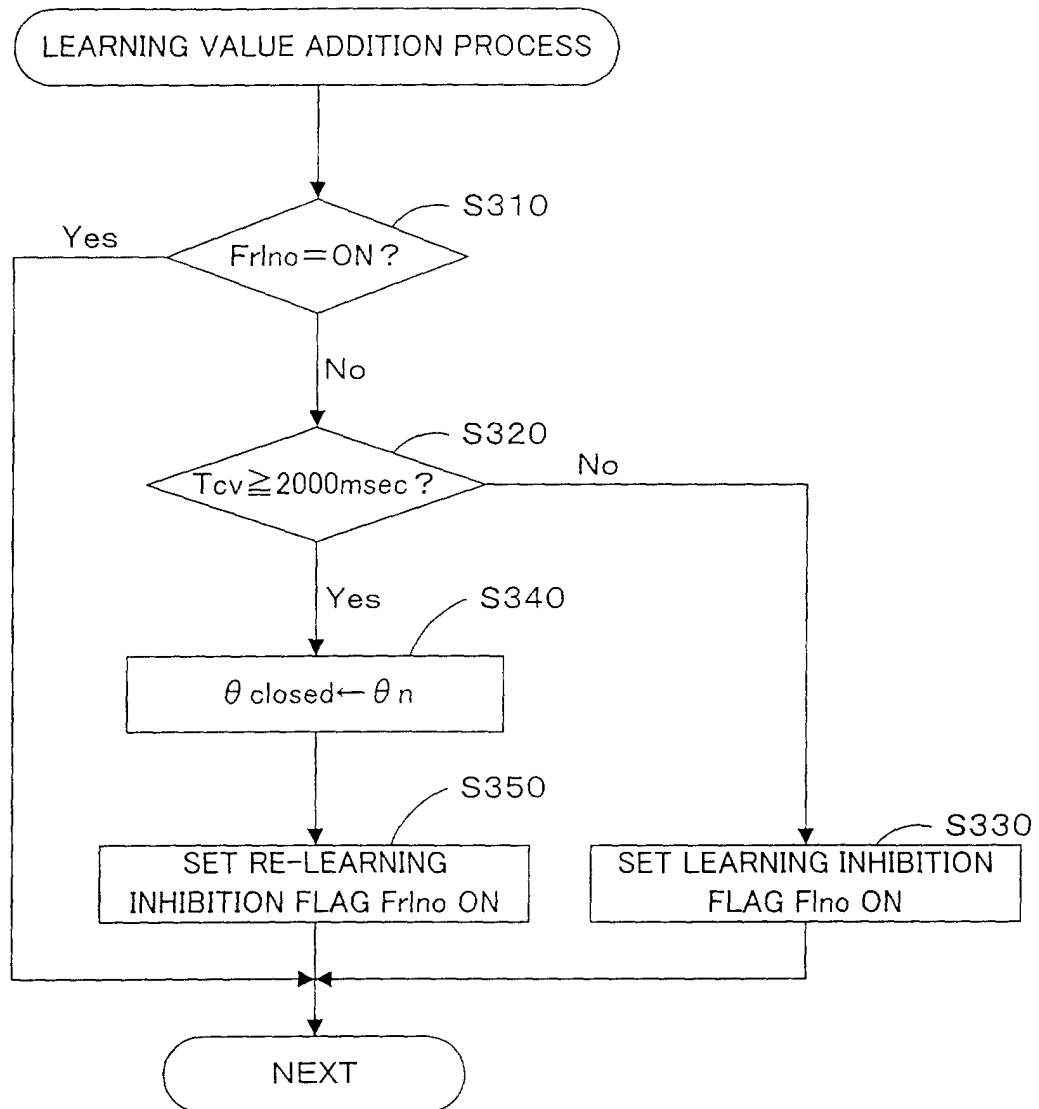 LEARNING VALUE ADDITION PROCESS
S310
Yes
Frlno=ON?
No
S320
No
Tcv≧2000msec?
Yes
S340
θ closed← θ n
S350
S330
SET RE-LEARNING
INHIBITION FLAG Frlno ON
SET LEARNING INHIBITION
FLAG Flno ON
NEXT